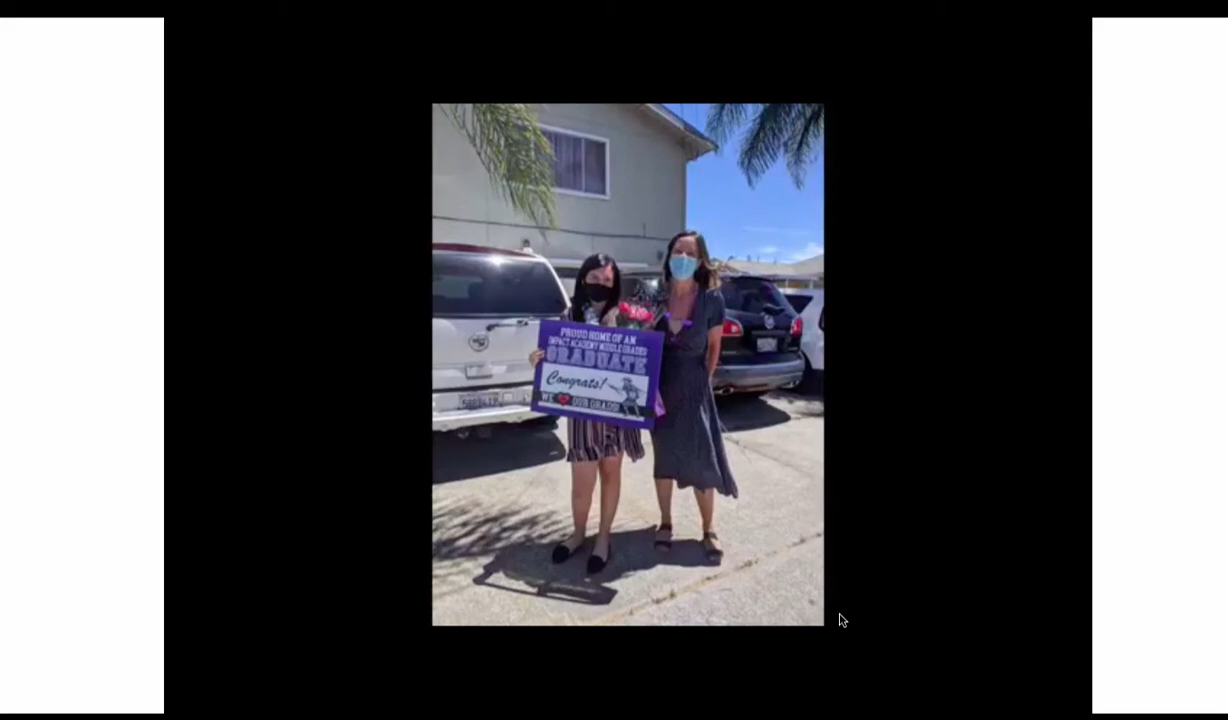 PROUD HOME OF AN
IMPACT ACADEMY MIDDLE GRADES
GRADUATE
Congrats!
WE OUR GRADS!